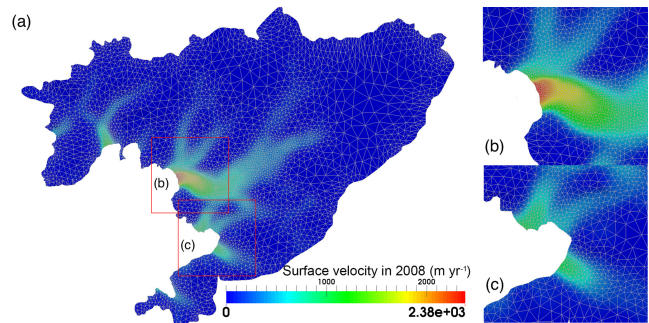 (a)
(b)
(c)
Surface velocity in 2008 (m yr⁻¹)
1000 2000
0 2.38e+03
(b)
(c)